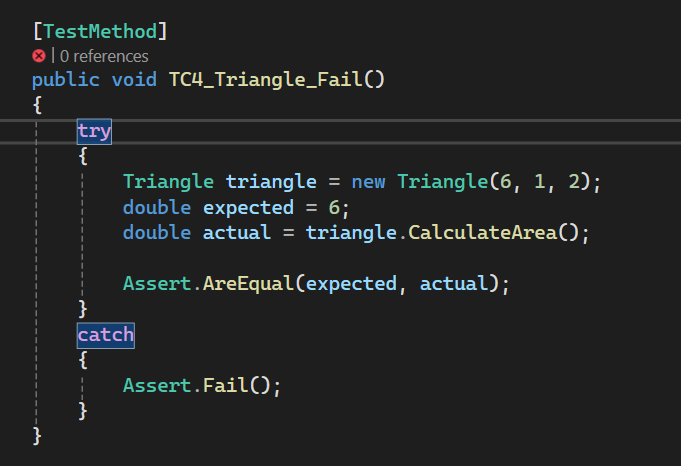 [TestMethod]
| 0 references
public void TC4_Triangle_Fail()
{
try
{
Triangle triangle = new Triangle(6, 1, 2);
double expected = 6;
double actual = triangle.CalculateArea();
Assert.AreEqual(expected, actual);
}
catch
{
Assert.Fail();
}
}